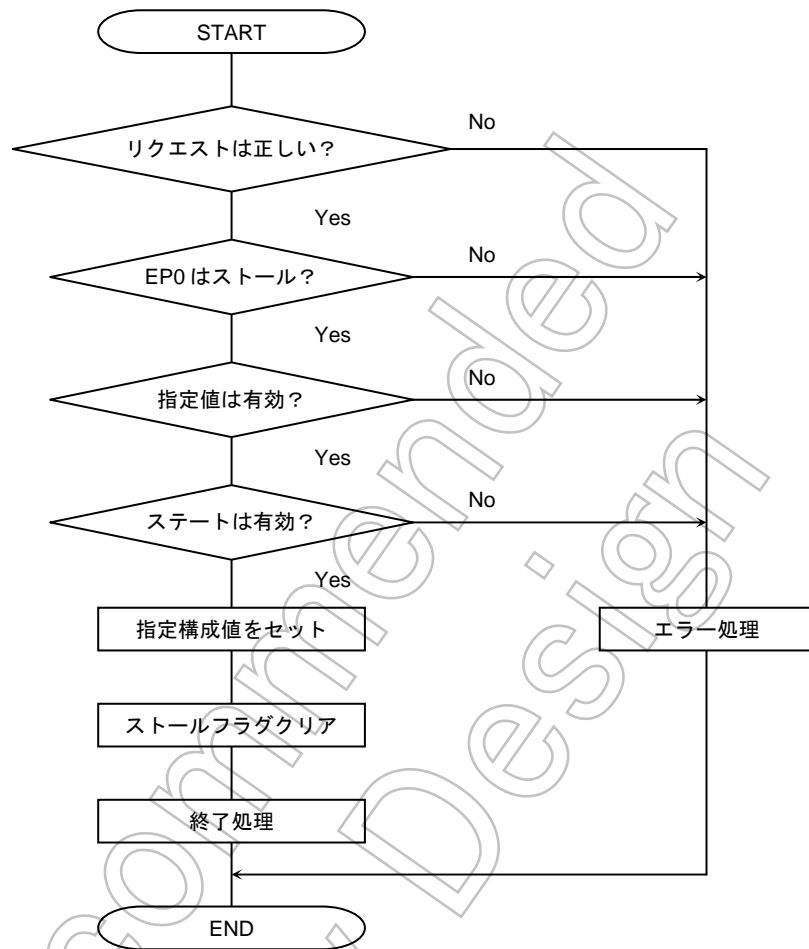 START
リクエストは正しい？
No
Yes
EP0 はストール？
No
Yes
指定値は有効？
No
Yes
ステートは有効？
No
Yes
指定構成値をセット
エラー処理
ストールフラグクリア
終了処理
END
ommended
Design